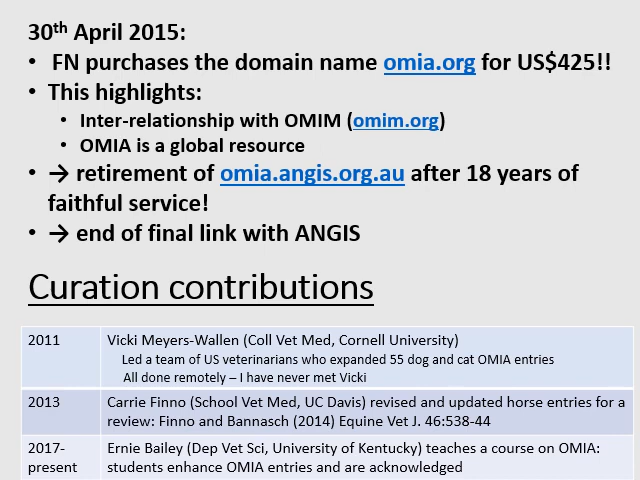 30th April 2015:
• FN purchases the domain name omia.org for US$425!!
• This highlights:
• Inter-relationship with OMIM (omim.org)
• OMIA is a global resource
• → retirement of omia.angis.org.au after 18 years of
faithful service!
• → end of final link with ANGIS
Curation contributions
2011 Vicki Meyers-Wallen (Coll Vet Med, Cornell University)
Led a team of US veterinarians who expanded 55 dog and cat OMIA entries
All done remotely – I have never met Vicki
2013 Carrie Finno (School Vet Med, UC Davis) revised and updated horse entries for a
review: Finno and Bannasch (2014) Equine Vet J. 46:538-44
2017- Ernie Bailey (Dep Vet Sci, University of Kentucky) teaches a course on OMIA:
present students enhance OMIA entries and are acknowledged